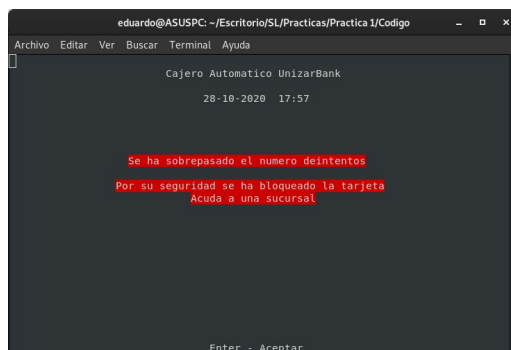 eduardo@ASUSPC: ~/Escritorio/SL/Practicas/Practica 1/Codigo
Archivo Editar Ver Buscar Terminal Ayuda
Cajero Automatico UnizarBank
28-10-2020 17:57
Se ha sobrepasado el numero deintentos
Por su seguridad se ha bloqueado la tarjeta
Acuda a una sucursal
Enter - Aceptar